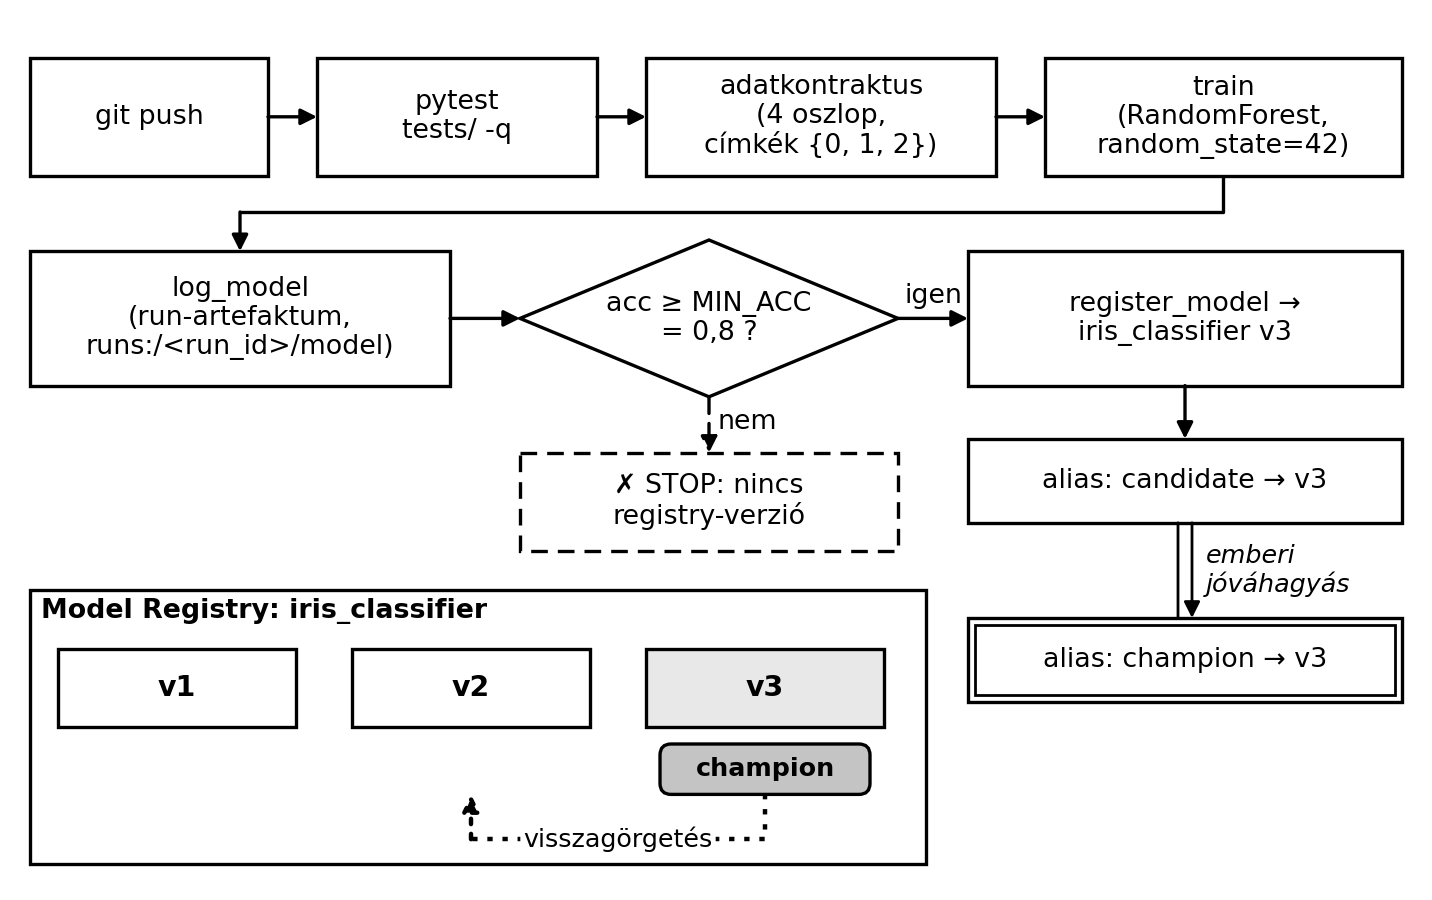 git push
pytest
tests/ -q
adatkontraktus
(4 oszlop,
címkék {0, 1, 2})
train
(RandomForest,
random_state=42)
log_model
(run-artefaktum,
runs:/<run_id>/model)
acc ≥ MIN_ACC
= 0,8 ?
igen
register_model →
iris_classifier v3
nem
✗ STOP: nincs
registry-verzió
alias: candidate → v3
emberi
jóváhagyás
alias: champion → v3
Model Registry: iris_classifier
v1
v2
v3
champion
visszagörgetés